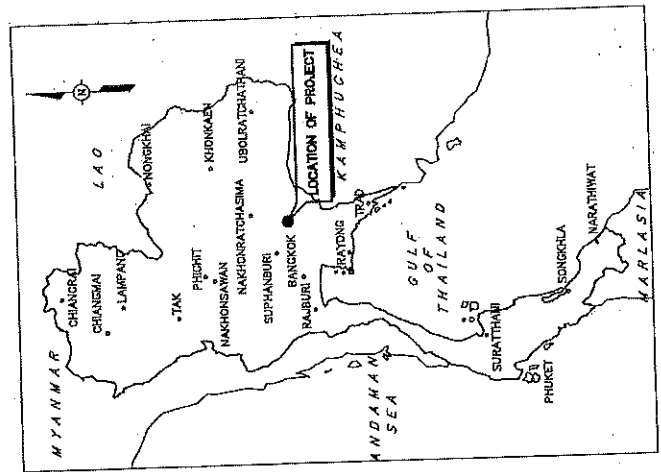 MYANMAR
LAO
CHIANGRAI
CHIANGMAI
LAMPANG
NONGKHAI
TAK
PHICHIT
KHONKAEN
NAKHONSAWAN
NAKHONRATCHASIMA
UBOLRATCHATHANI
SUPHANBURI
BANGKOK
LOCATION OF PROJECT
RAJBURI
KAMPHUCHEA
RAYONG
TRAD
GULF
OF
THAILAND
ANDAMAN
SEA
SURATTHANI
PHUKET
SONGKHLA
NARATHIWAT
MARLASIA
N